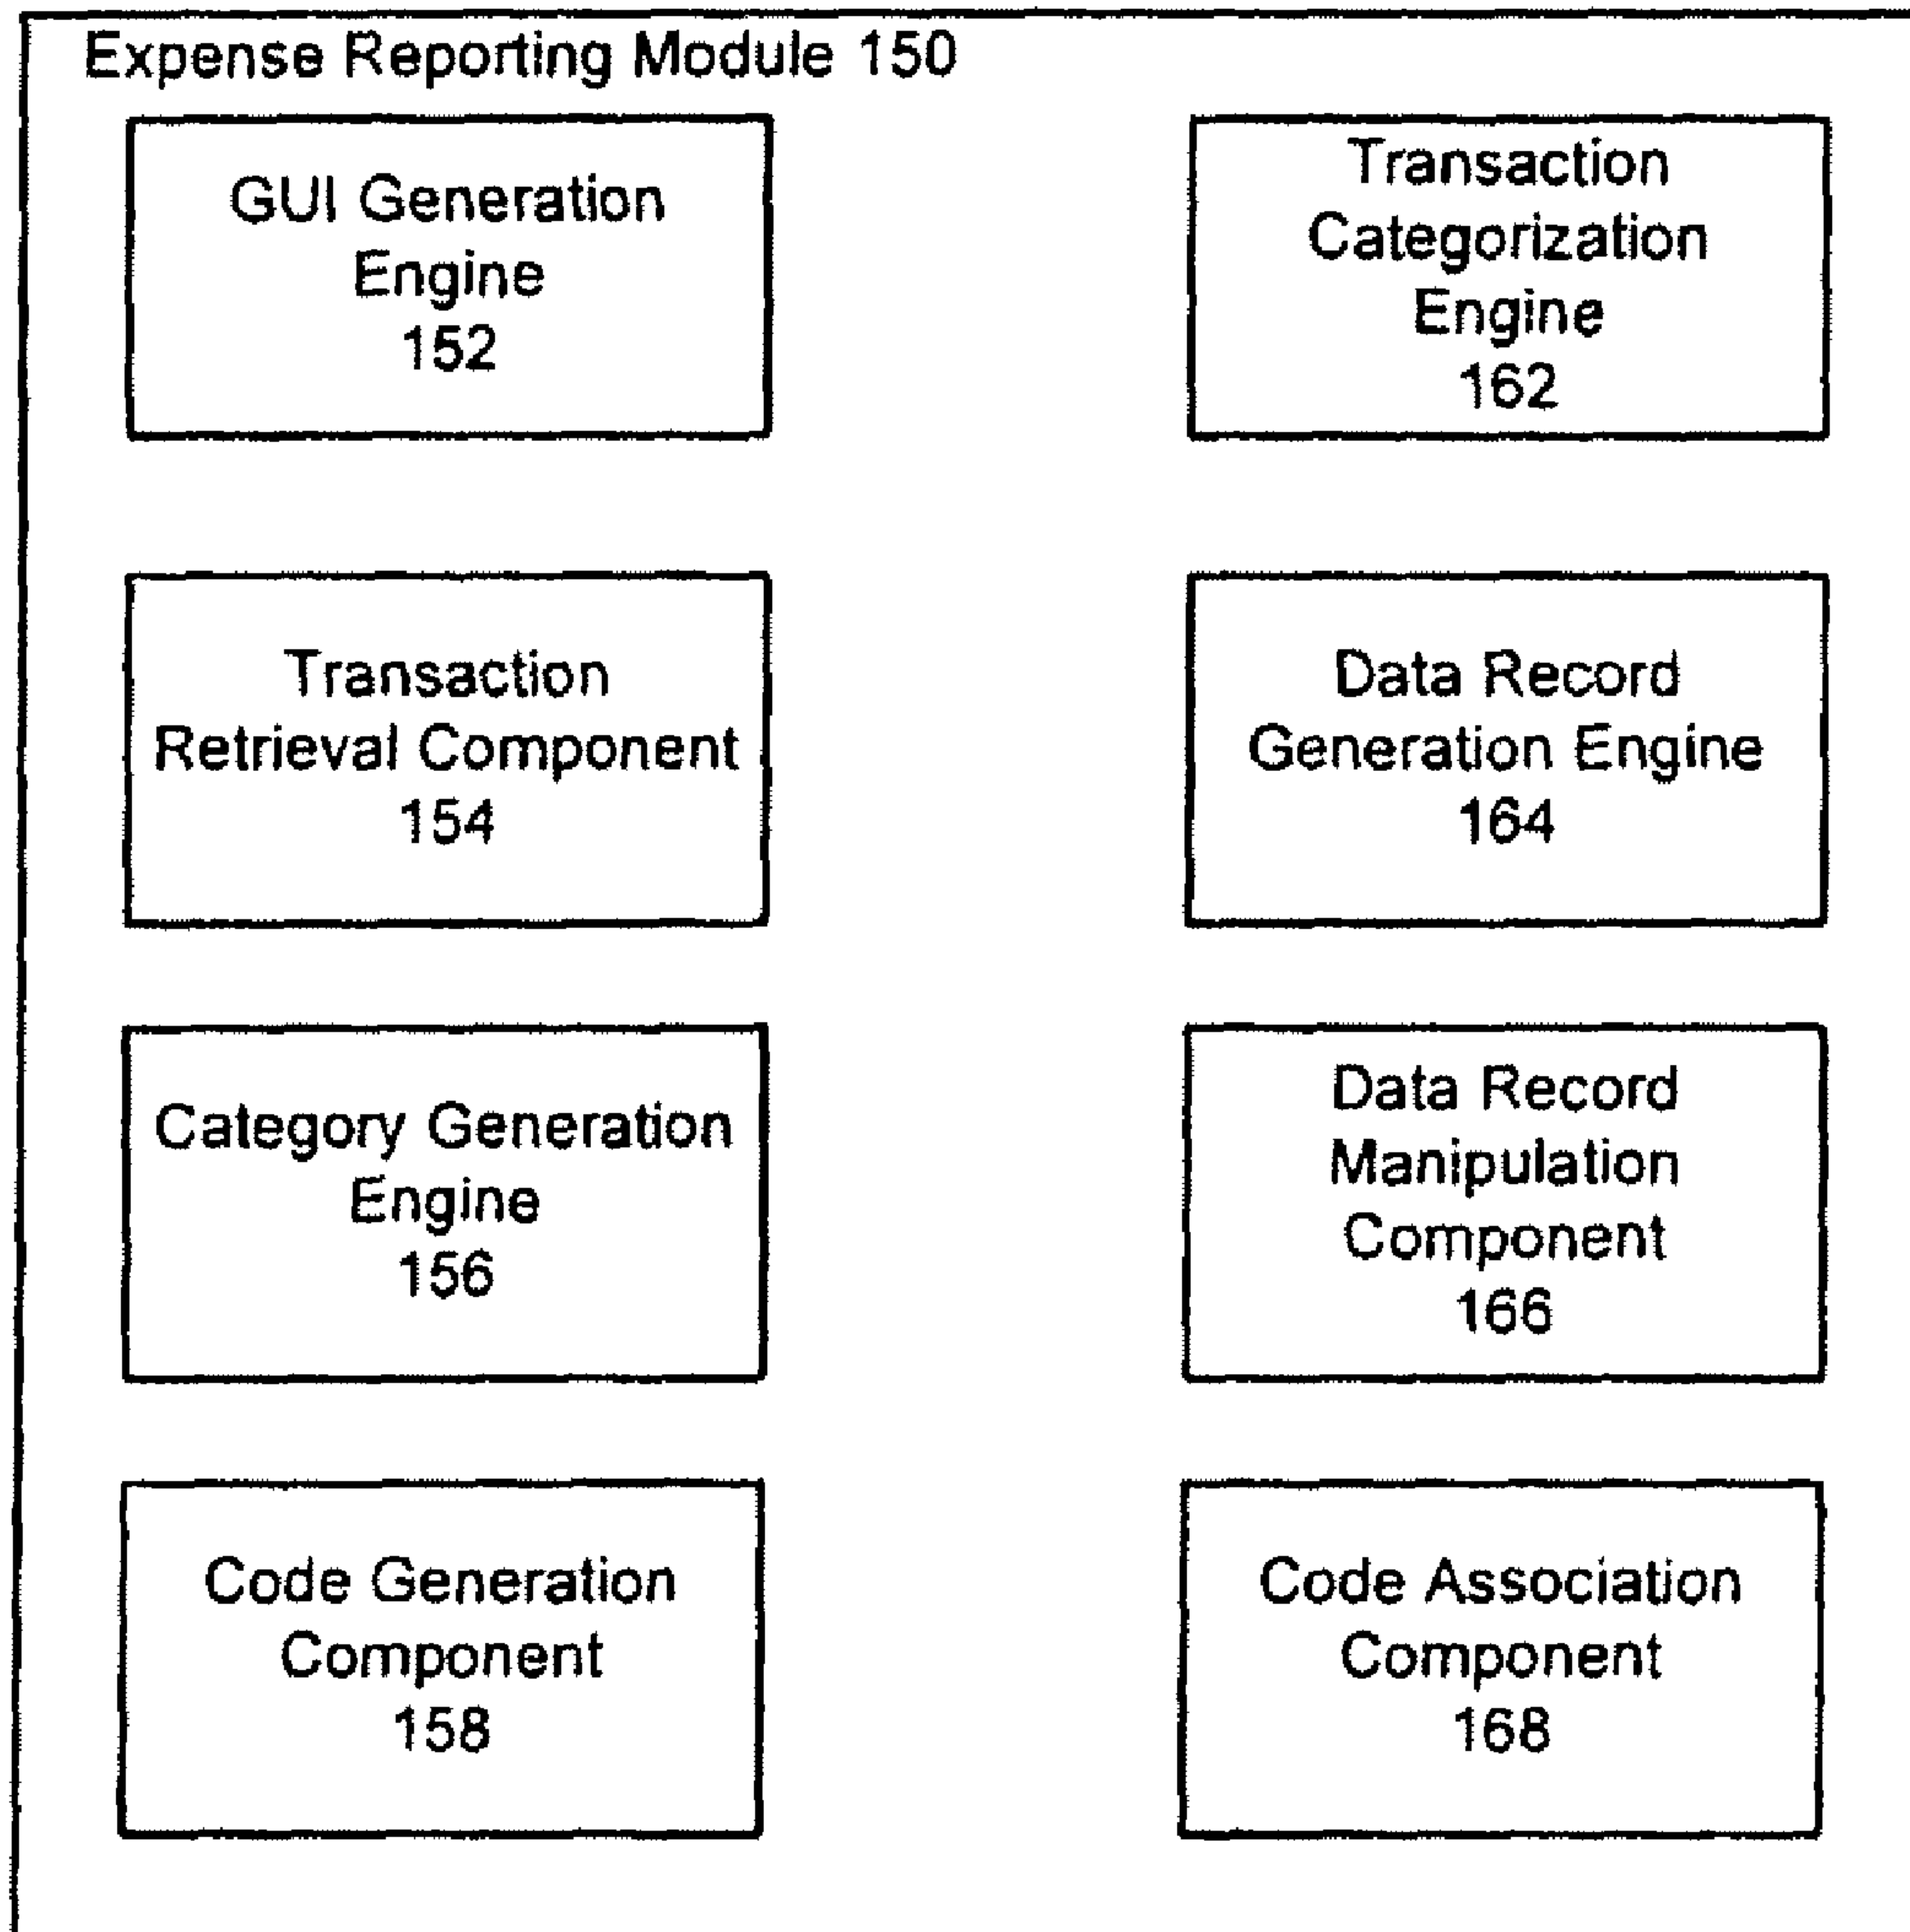 Expense Reporting Module 150
GUI Generation
Engine
152
Transaction
Categorization
Engine
162
Transaction
Retrieval Component
154
Data Record
Generation Engine
164
Category Generation
Engine
156
Data Record
Manipulation
Component
166
Code Generation
Component
158
Code Association
Component
168